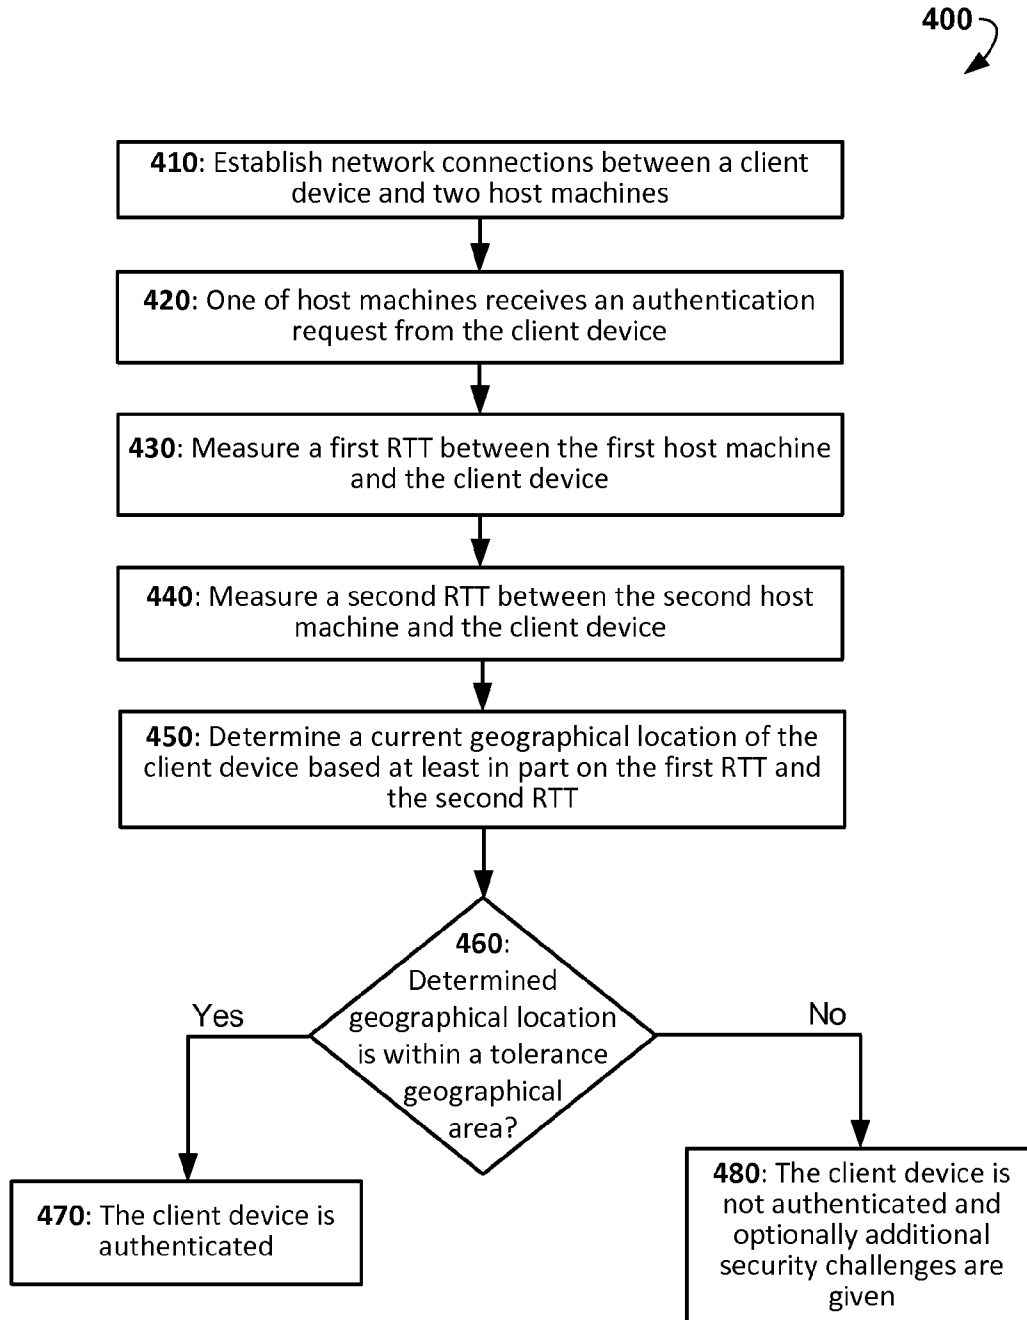 400
410: Establish network connections between a client
device and two host machines
420: One of host machines receives an authentication
request from the client device
430: Measure a first RTT between the first host machine
and the client device
440: Measure a second RTT between the second host
machine and the client device
450: Determine a current geographical location of the
client device based at least in part on the first RTT and
the second RTT
460:
Determined
geographical location
is within a tolerance
geographical
area?
Yes
No
470: The client device is
authenticated
480: The client device is
not authenticated and
optionally additional
security challenges are
given